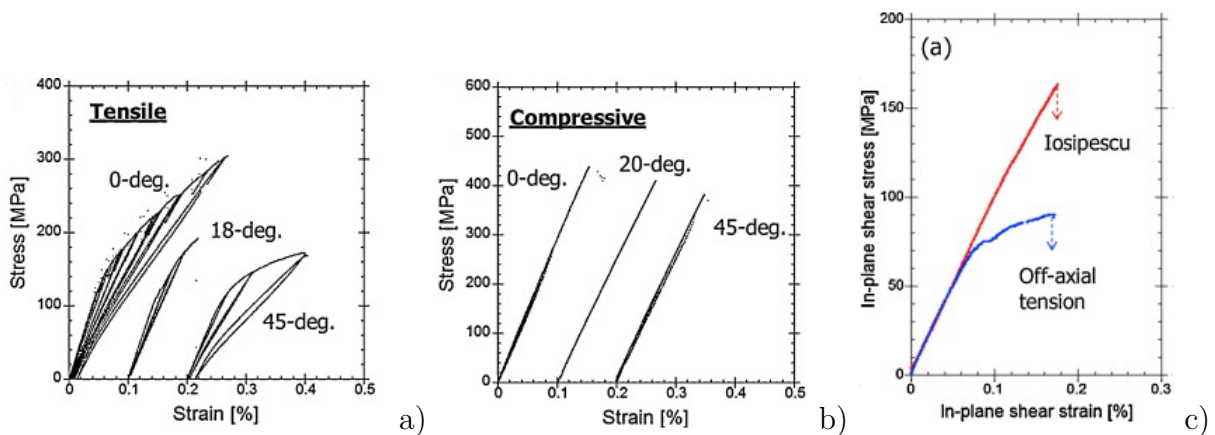 Tensile
0-deg.
18-deg.
45-deg.
Stress [MPa]
400
300
200
100
0
0 0.1 0.2 0.3 0.4 0.5
Strain [%]
a)
Compressive
0-deg.
20-deg.
45-deg.
Stress [MPa]
600
500
400
300
200
100
0
0 0.1 0.2 0.3 0.4 0.5
Strain [%]
b)
(a)
Iosipescu
Off-axial
tension
In-plane shear stress [MPa]
200
150
100
50
0
0 0.1 0.2 0.3
In-plane shear strain [%]
c)